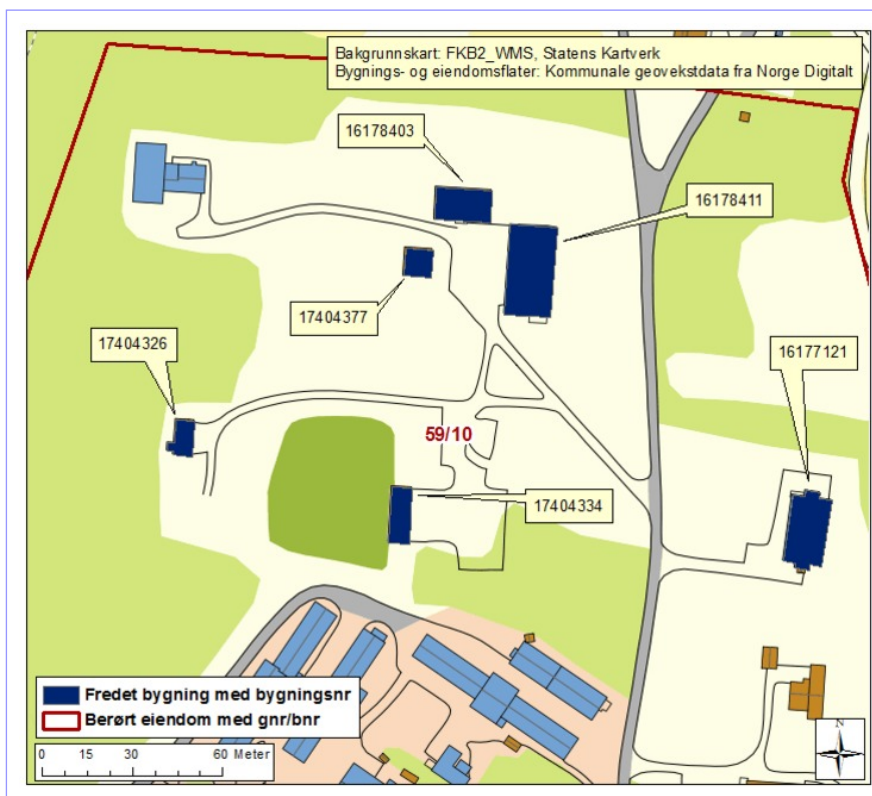 Bakgrunnskart: FKB2_WMS, Statens Kartverk
Bygnings- og eiendomsflater: Kommunale geovekstdata fra Norge Digitalt
16178403
16178411
17404377
17404326
16177121
59/10
17404334
Fredet bygning med bygningsnr
Berørt eiendom med gnr/bnr
0 15 30 60 Meter
N